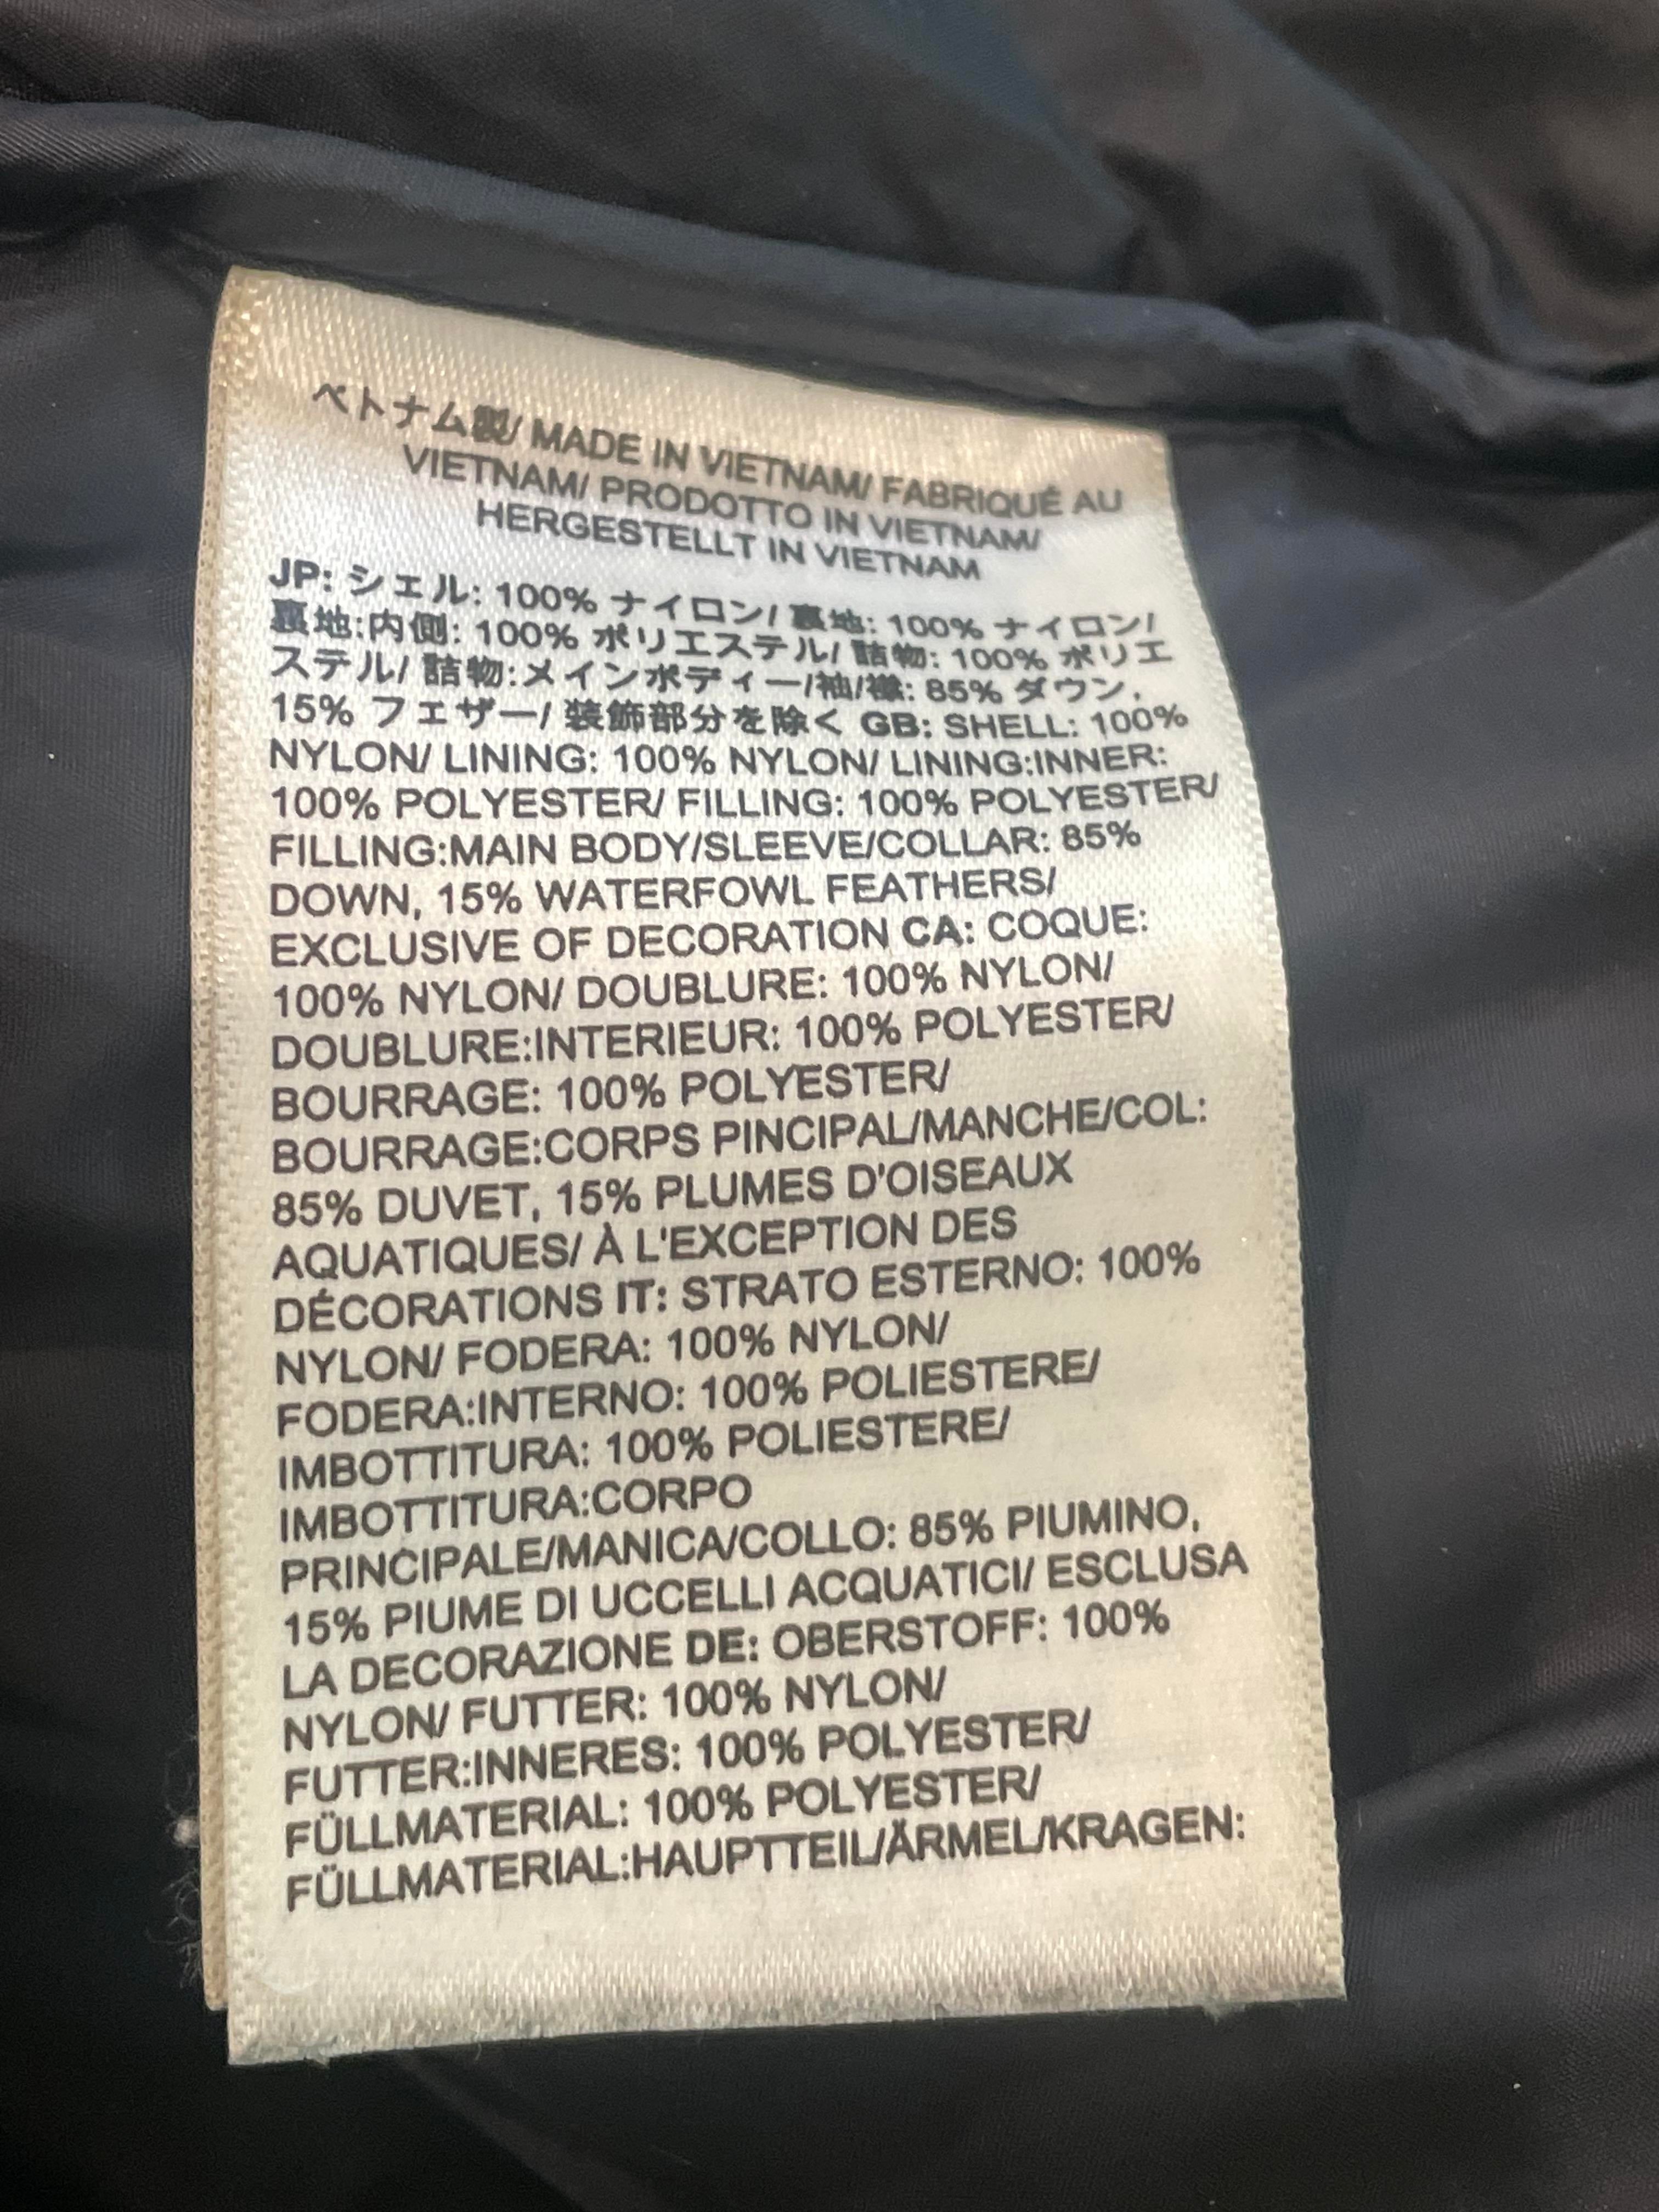 ベトナム製/ MADE IN VIETNAM/ FABRIQUÉ AU
VIETNAM/ PRODOTTO IN VIETNAM/
HERGESTELLT IN VIETNAM
JP: シェル: 100% ナイロン/ 裏地: 100% ナイロン/
裏地:内側: 100% ポリエステル/ 詰物: 100% ポリエ
ステル/ 詰物:メインボディー/袖/襟: 85% ダウン,
15% フェザー/ 装飾部分を除く GB: SHELL: 100%
NYLON/ LINING: 100% NYLON/ LINING:INNER:
100% POLYESTER/ FILLING: 100% POLYESTER/
FILLING:MAIN BODY/SLEEVE/COLLAR: 85%
DOWN, 15% WATERFOWL FEATHERS/
EXCLUSIVE OF DECORATION CA: COQUE:
100% NYLON/ DOUBLURE: 100% NYLON/
DOUBLURE:INTERIEUR: 100% POLYESTER/
BOURRAGE: 100% POLYESTER/
BOURRAGE:CORPS PINCIPAL/MANCHE/COL:
85% DUVET, 15% PLUMES D'OISEAUX
AQUATIQUES/ À L'EXCEPTION DES
DÉCORATIONS IT: STRATO ESTERNO: 100%
NYLON/ FODERA: 100% NYLON/
FODERA:INTERNO: 100% POLIESTERE/
IMBOTTITURA: 100% POLIESTERE/
IMBOTTITURA:CORPO
PRINCIPALE/MANICA/COLLO: 85% PIUMINO,
15% PIUME DI UCCELLI ACQUATICI/ ESCLUSA
LA DECORAZIONE DE: OBERSTOFF: 100%
NYLON/ FUTTER: 100% NYLON/
FUTTER:INNERES: 100% POLYESTER/
FÜLLMATERIAL: 100% POLYESTER/
FÜLLMATERIAL:HAUPTTEIL/ÄRMEL/KRAGEN: